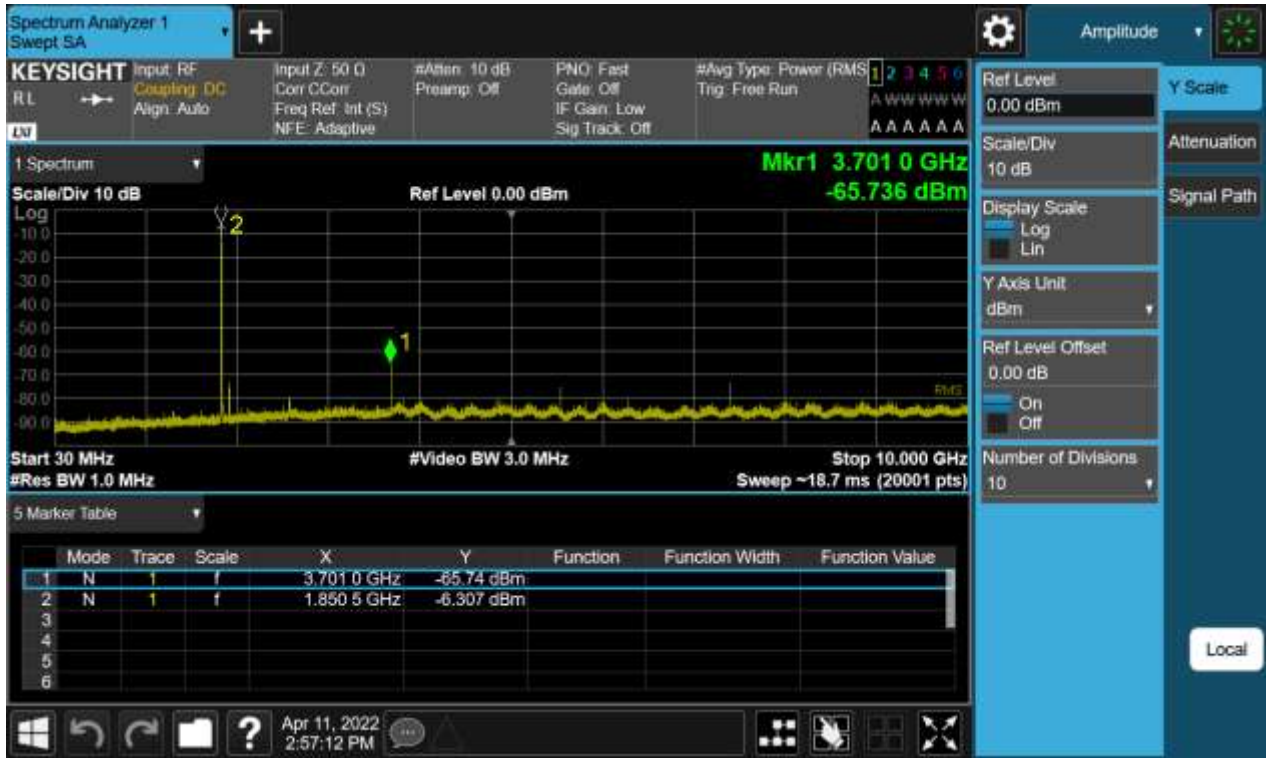 Spectrum Analyzer 1
Swept SA
+
Amplitude
KEYSIGHT
RL
LXI
Input: RF
Coupling: DC
Align: Auto
Input Z: 50 Ω
Corr CCorr
Freq Ref: Int (S)
NFE: Adaptive
#Atten: 10 dB
Preamp: Off
PNO: Fast
Gate: Off
IF Gain: Low
Sig Track: Off
#Avg Type: Power (RMS
Trig: Free Run
1 2 3 4 5 6
A W W W W W
A A A A A A
1 Spectrum
Scale/Div 10 dB
Ref Level 0.00 dBm
Mkr1 3.701 0 GHz
-65.736 dBm
Log
-10.0
-20.0
-30.0
-40.0
-50.0
-60.0
-70.0
-80.0
-90.0
2
1
RMS
Start 30 MHz
#Video BW 3.0 MHz
Stop 10.000 GHz
#Res BW 1.0 MHz
Sweep ~18.7 ms (20001 pts)
5 Marker Table
Mode Trace Scale X Y Function Function Width Function Value
1 N 1 f 3.701 0 GHz -65.74 dBm
2 N 1 f 1.850 5 GHz -6.307 dBm
3
4
5
6
Ref Level
0.00 dBm
Scale/Div
10 dB
Display Scale
Log
Lin
Y Axis Unit
dBm
Ref Level Offset
0.00 dB
On
Off
Number of Divisions
10
Y Scale
Attenuation
Signal Path
Local
?
Apr 11, 2022
2:57:12 PM